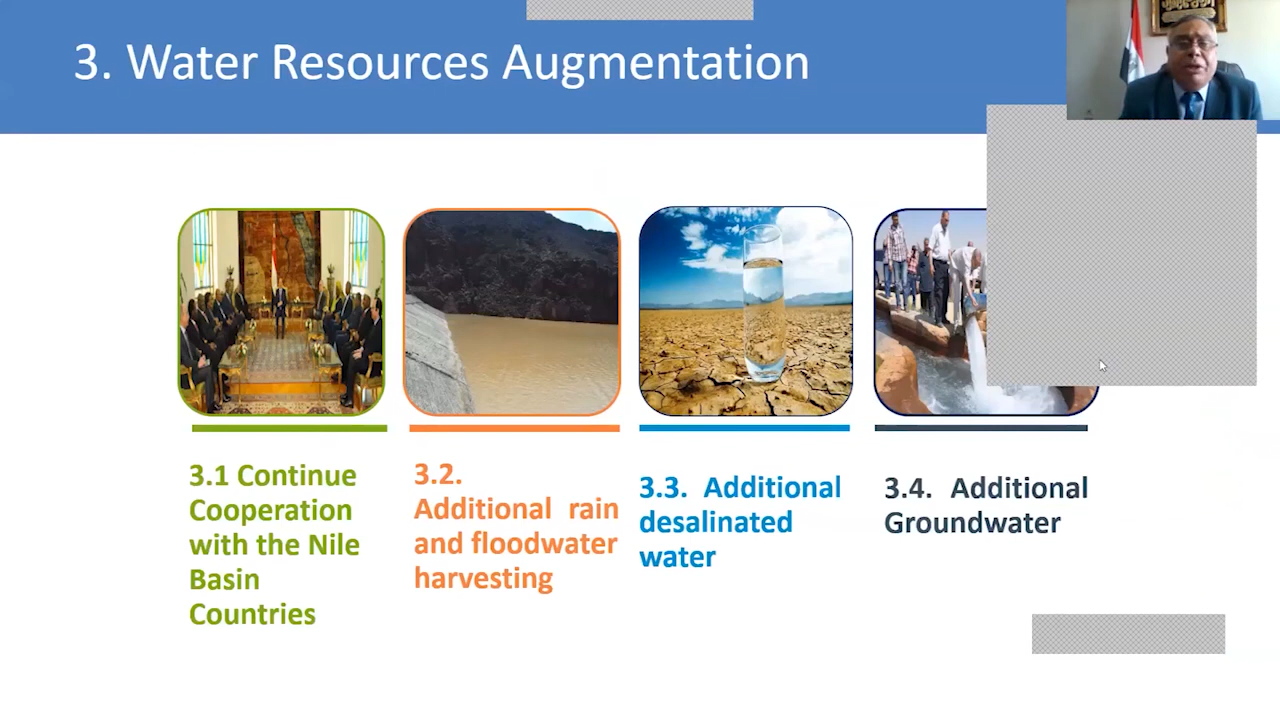 3. Water Resources Augmentation
3.1 Continue
Cooperation
with the Nile
Basin
Countries
3.2.
Additional rain
and floodwater
harvesting
3.3. Additional
desalinated
water
3.4. Additional
Groundwater